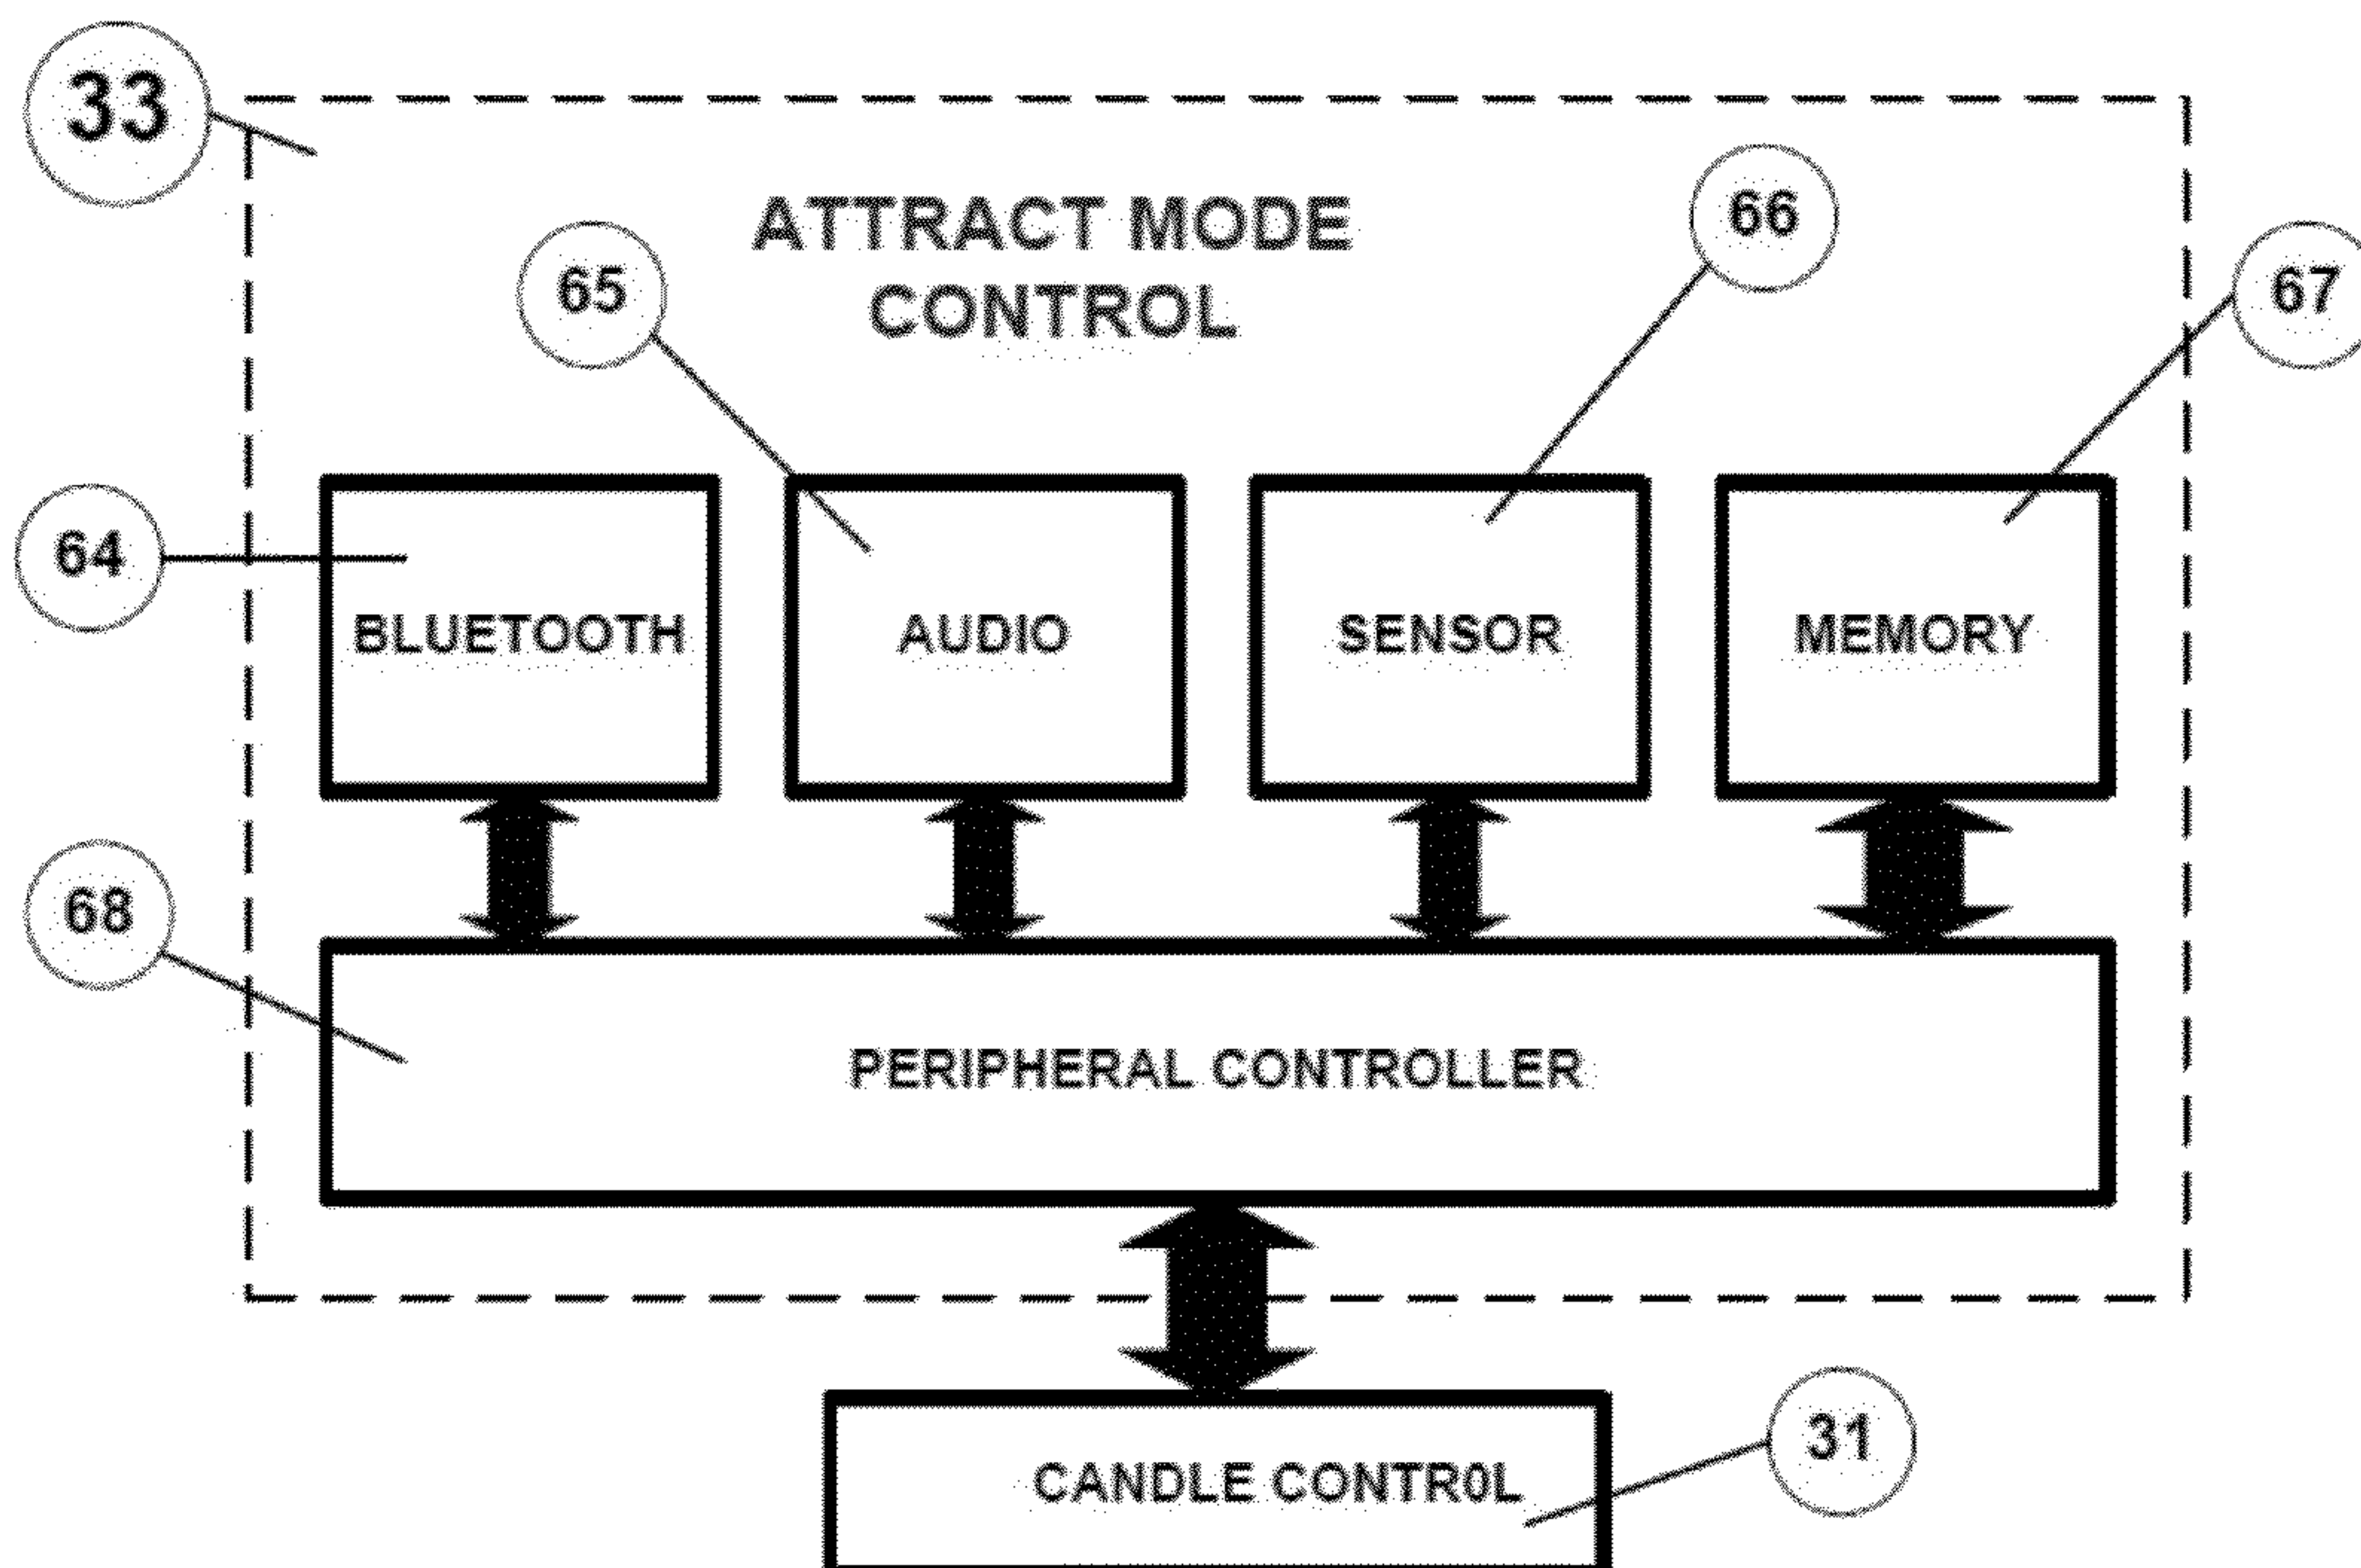 33
ATTRACT MODE
CONTROL
65
66
67
64
BLUETOOTH
AUDIO
SENSOR
MEMORY
68
PERIPHERAL CONTROLLER
CANDLE CONTR0L
31